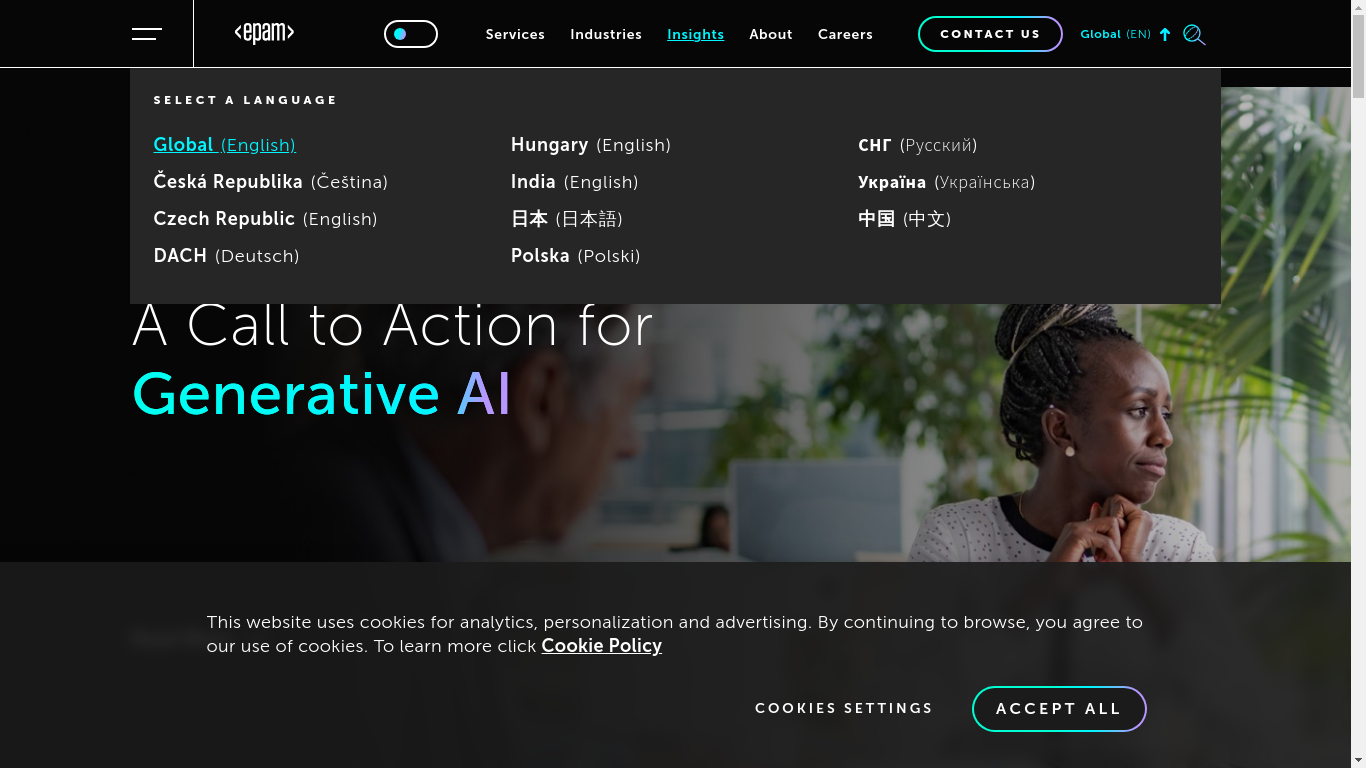 <epam>
Services
Industries
Insights
About
Careers
CONTACT US
Global (EN)
SELECT A LANGUAGE
Global (English)
Česká Republika (Čeština)
Czech Republic (English)
DACH (Deutsch)
Hungary (English)
India (English)
日本 (日本語)
Polska (Polski)
СНГ (Русский)
Україна (Українська)
中国 (中文)
A Call to Action for
Generative AI
This website uses cookies for analytics, personalization and advertising. By continuing to browse, you agree to
our use of cookies. To learn more click Cookie Policy
COOKIES SETTINGS
ACCEPT ALL